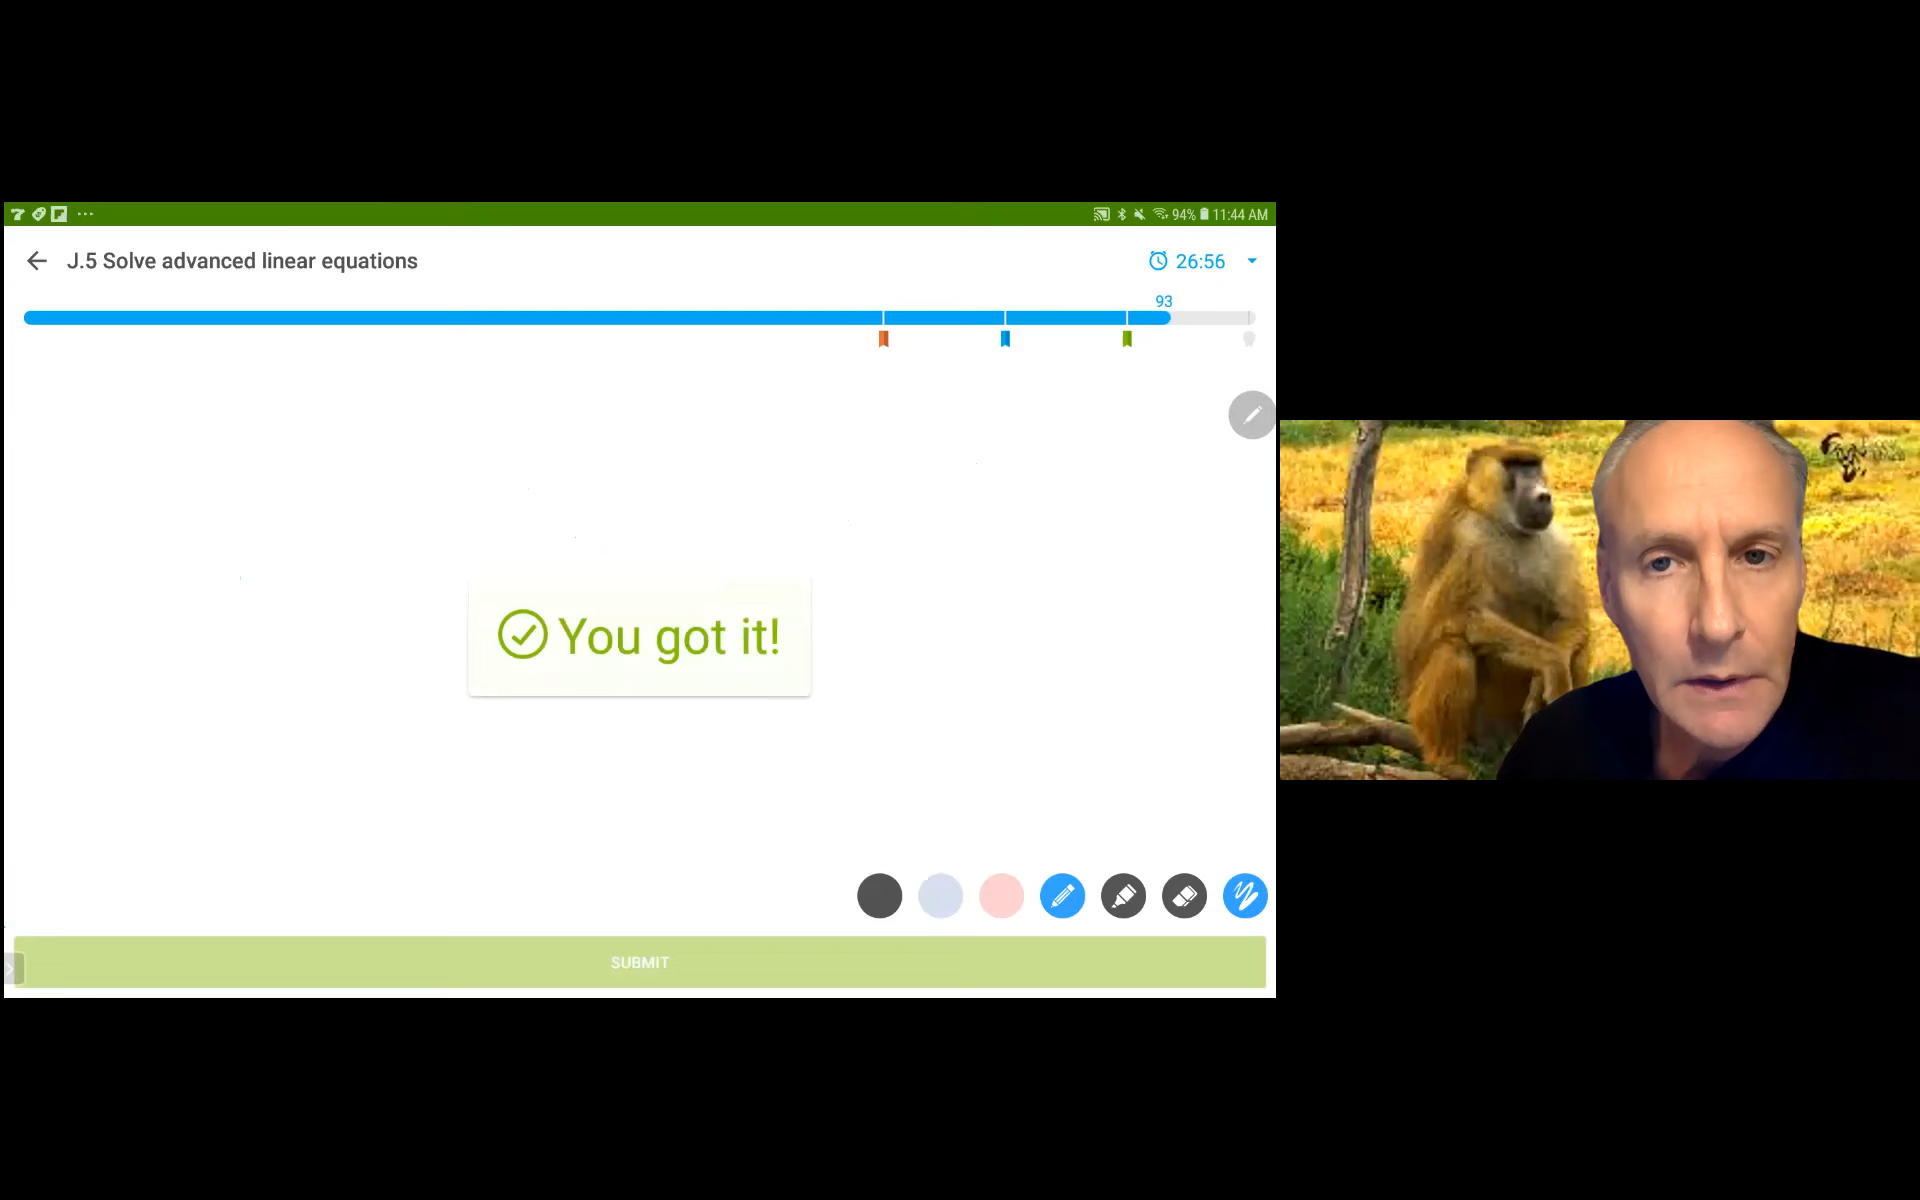 94% 11:44 AM
J.5 Solve advanced linear equations
26:56
93
You got it!
SUBMIT